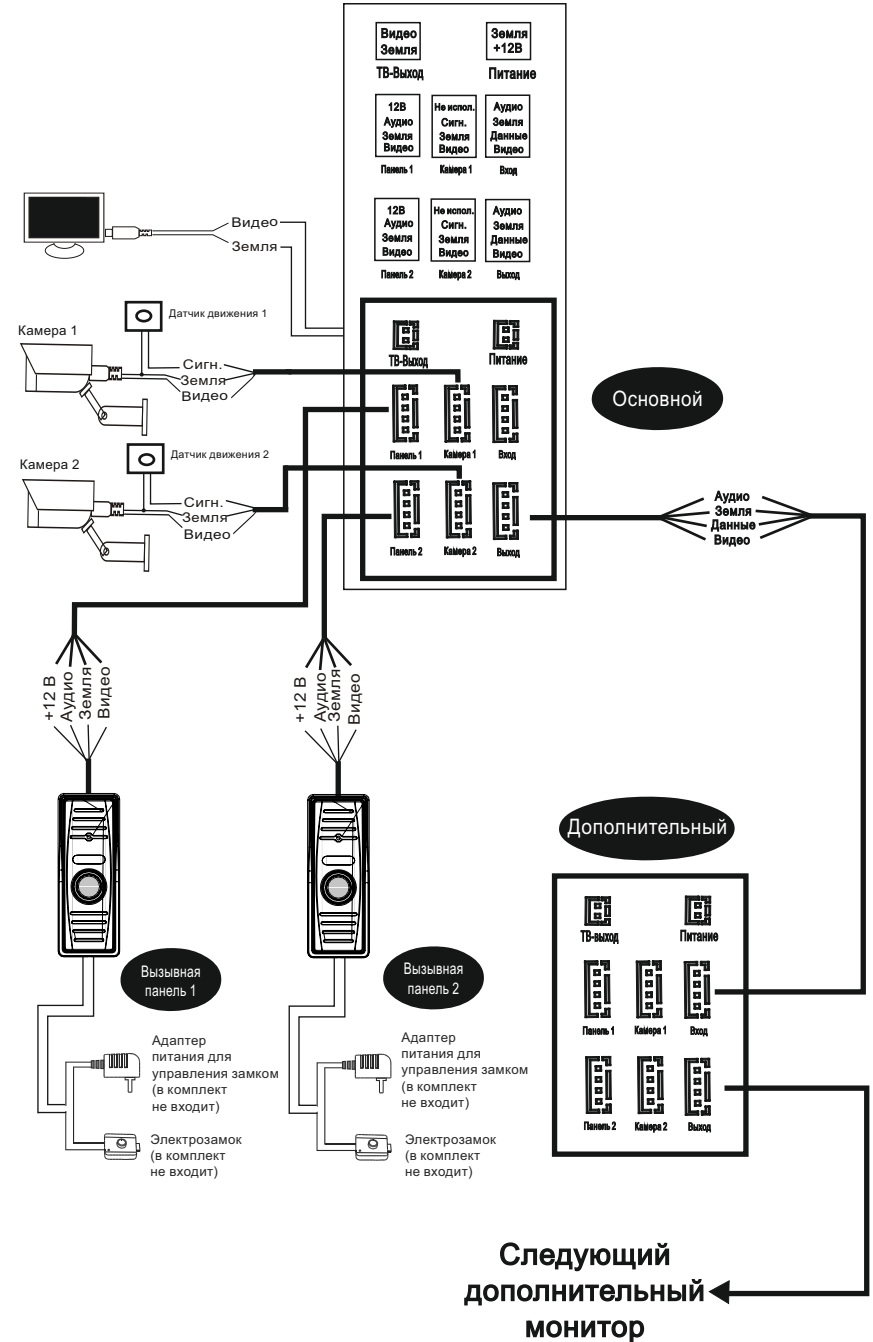 Видео
Земля
ТВ-Выход
Земля
+12В
Питание
12В
Аудио
Земля
Видео
Панель 1
Не испол.
Сигн.
Земля
Видео
Камера 1
Аудио
Земля
Данные
Видео
Вход
12В
Аудио
Земля
Видео
Панель 2
Не испол.
Сигн.
Земля
Видео
Камера 2
Аудио
Земля
Данные
Видео
Выход
Видео
Земля
Датчик движения 1
Камера 1
Сигн.
Земля
Видео
Датчик движения 2
Камера 2
Сигн.
Земля
Видео
ТВ-Выход
Питание
Панель 1
Камера 1
Вход
Панель 2
Камера 2
Выход
Основной
Аудио
Земля
Данные
Видео
+12 В
Аудио
Земля
Видео
+12 В
Аудио
Земля
Видео
Вызывная
панель 1
Адаптер
питания для
управления замком
(в комплект
не входит)
Электрозамок
(в комплект
не входит)
Вызывная
панель 2
Адаптер
питания для
управления замком
(в комплект
не входит)
Электрозамок
(в комплект
не входит)
Дополнительный
ТВ-выход
Питание
Панель 1
Камера 1
Вход
Панель 2
Камера 2
Выход
Следующий
дополнительный
монитор